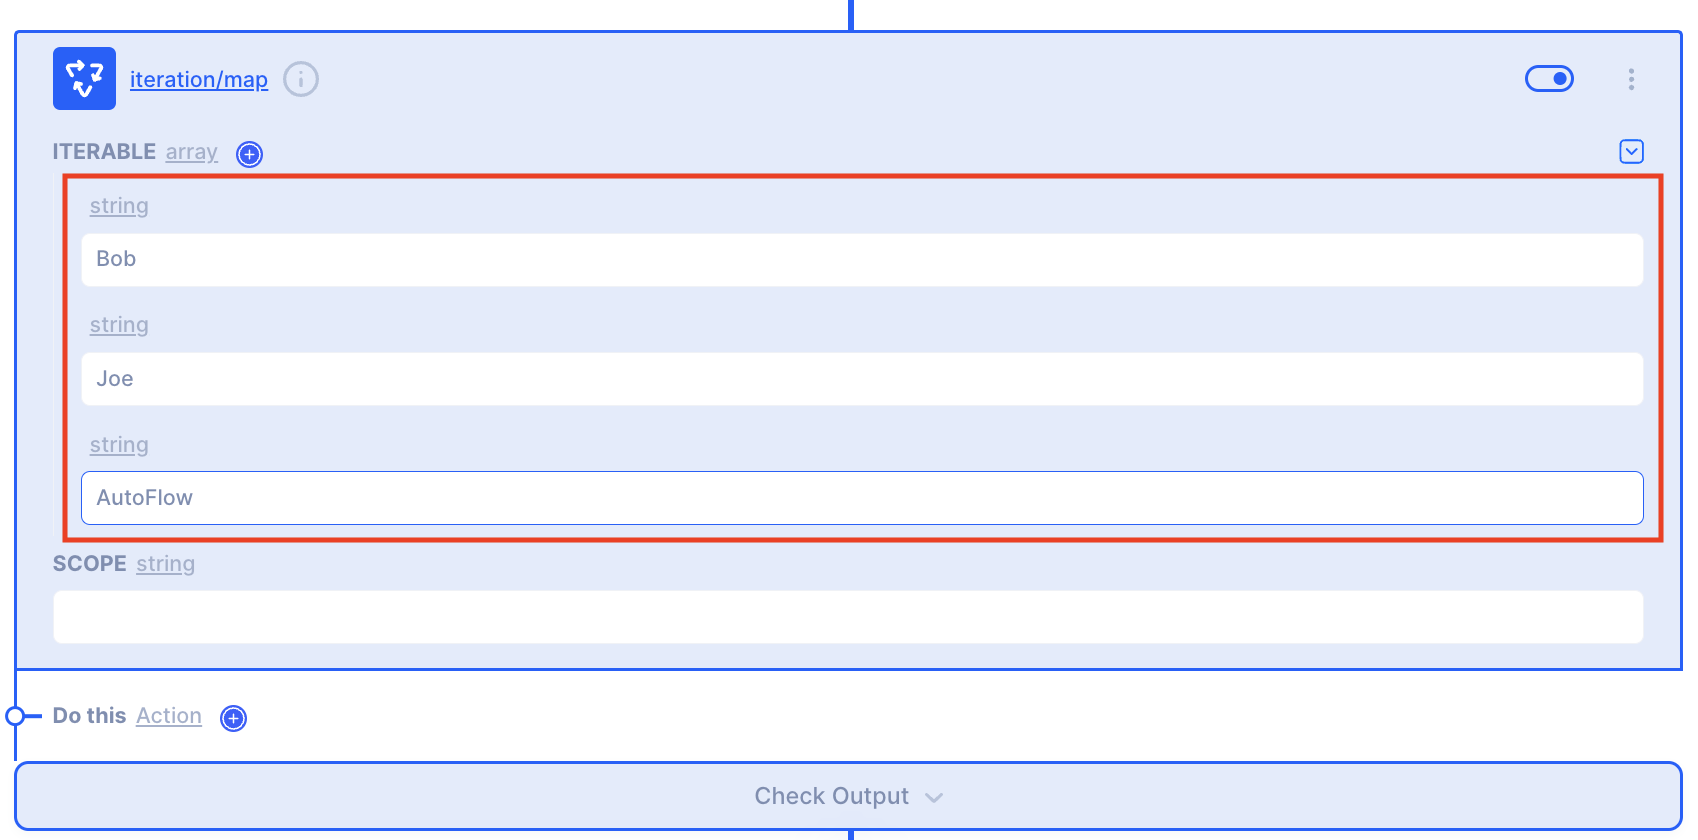 iteration/map
ITERABLE array
string
Bob
string
Joe
string
AutoFlow
SCOPE string
Do this Action
Check Output